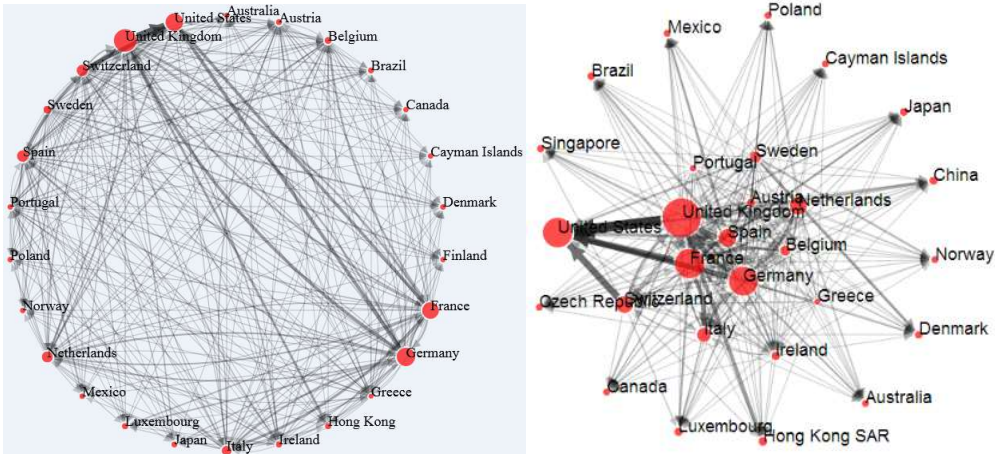 United States
Australia
Austria
United Kingdom
Belgium
Switzerland
Brazil
Sweden
Canada
Spain
Cayman Islands
Portugal
Denmark
Poland
Finland
Norway
France
Netherlands
Germany
Mexico
Greece
Luxembourg
Hong Kong
Japan
Italy
Ireland
Poland
Mexico
Cayman Islands
Brazil
Japan
Singapore
Sweden
Portugal
China
Austria
Netherlands
United Kingdom
United States
Spain
Belgium
France
Norway
Germany
Czech Republic
Switzerland
Greece
Italy
Denmark
Ireland
Canada
Australia
Luxembourg
Hong Kong SAR